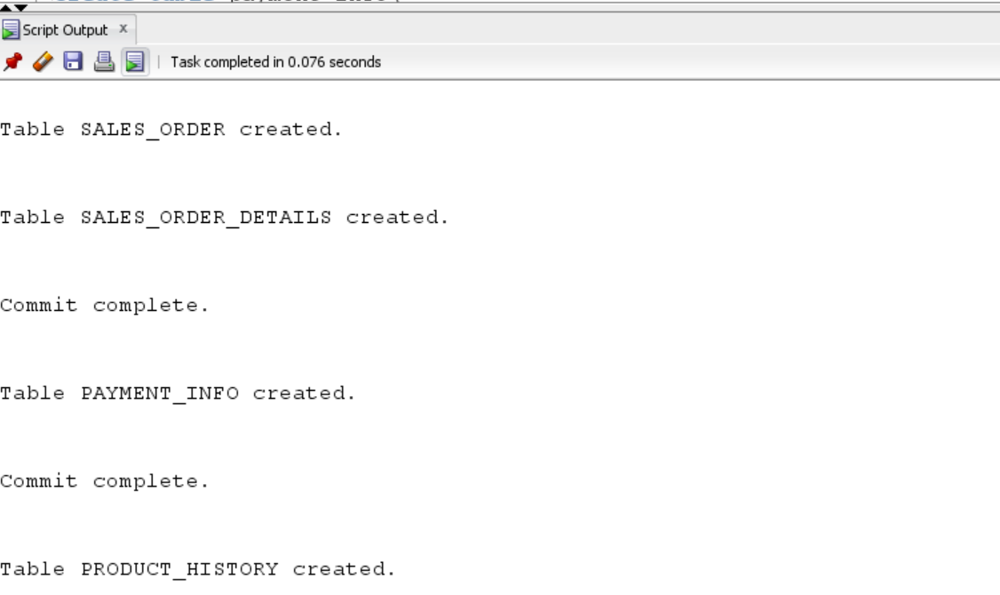 Script Output x
Task completed in 0.076 seconds
Table SALES_ORDER created.
Table SALES_ORDER_DETAILS created.
Commit complete.
Table PAYMENT_INFO created.
Commit complete.
Table PRODUCT_HISTORY created.